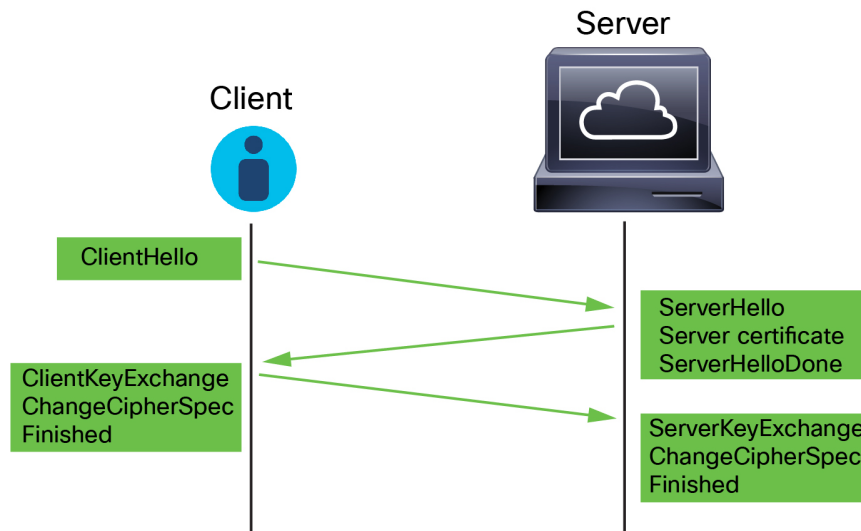 Server
Client
ClientHello
ServerHello
Server certificate
ServerHelloDone
ClientKeyExchange
ChangeCipherSpec
Finished
ServerKeyExchange
ChangeCipherSpec
Finished